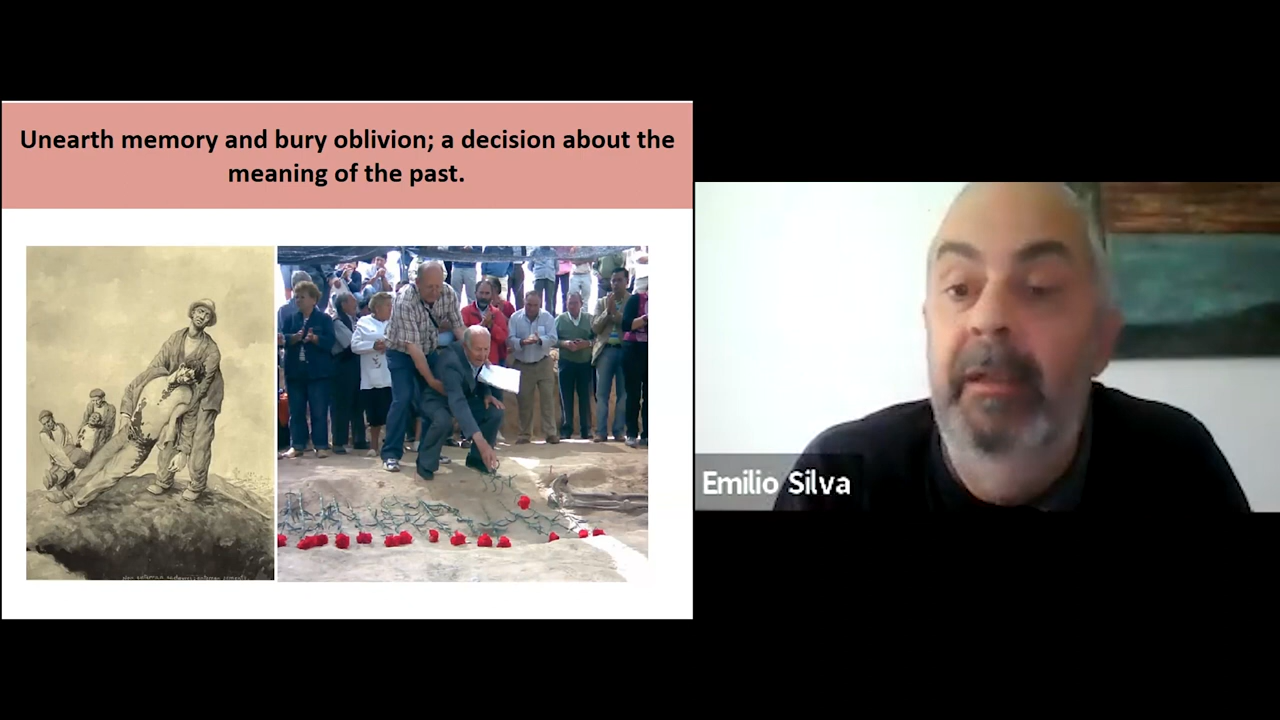 Unearth memory and bury oblivion; a decision about the
meaning of the past.
Emilio Silva